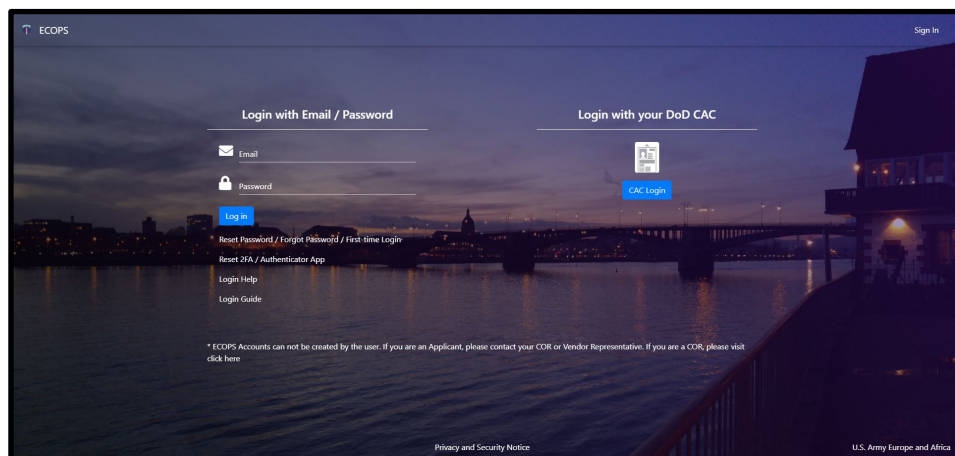 ECOPS
Sign In
Login with Email / Password
Email
Password
Log in
Reset Password / Forgot Password / First-time Login
Reset 2FA / Authenticator App
Login Help
Login Guide
Login with your DoD CAC
CAC Login
* ECOPS Accounts can not be created by the user. If you are an Applicant, please contact your COR or Vendor Representative. If you are a COR, please visit
click here
Privacy and Security Notice
U.S. Army Europe and Africa